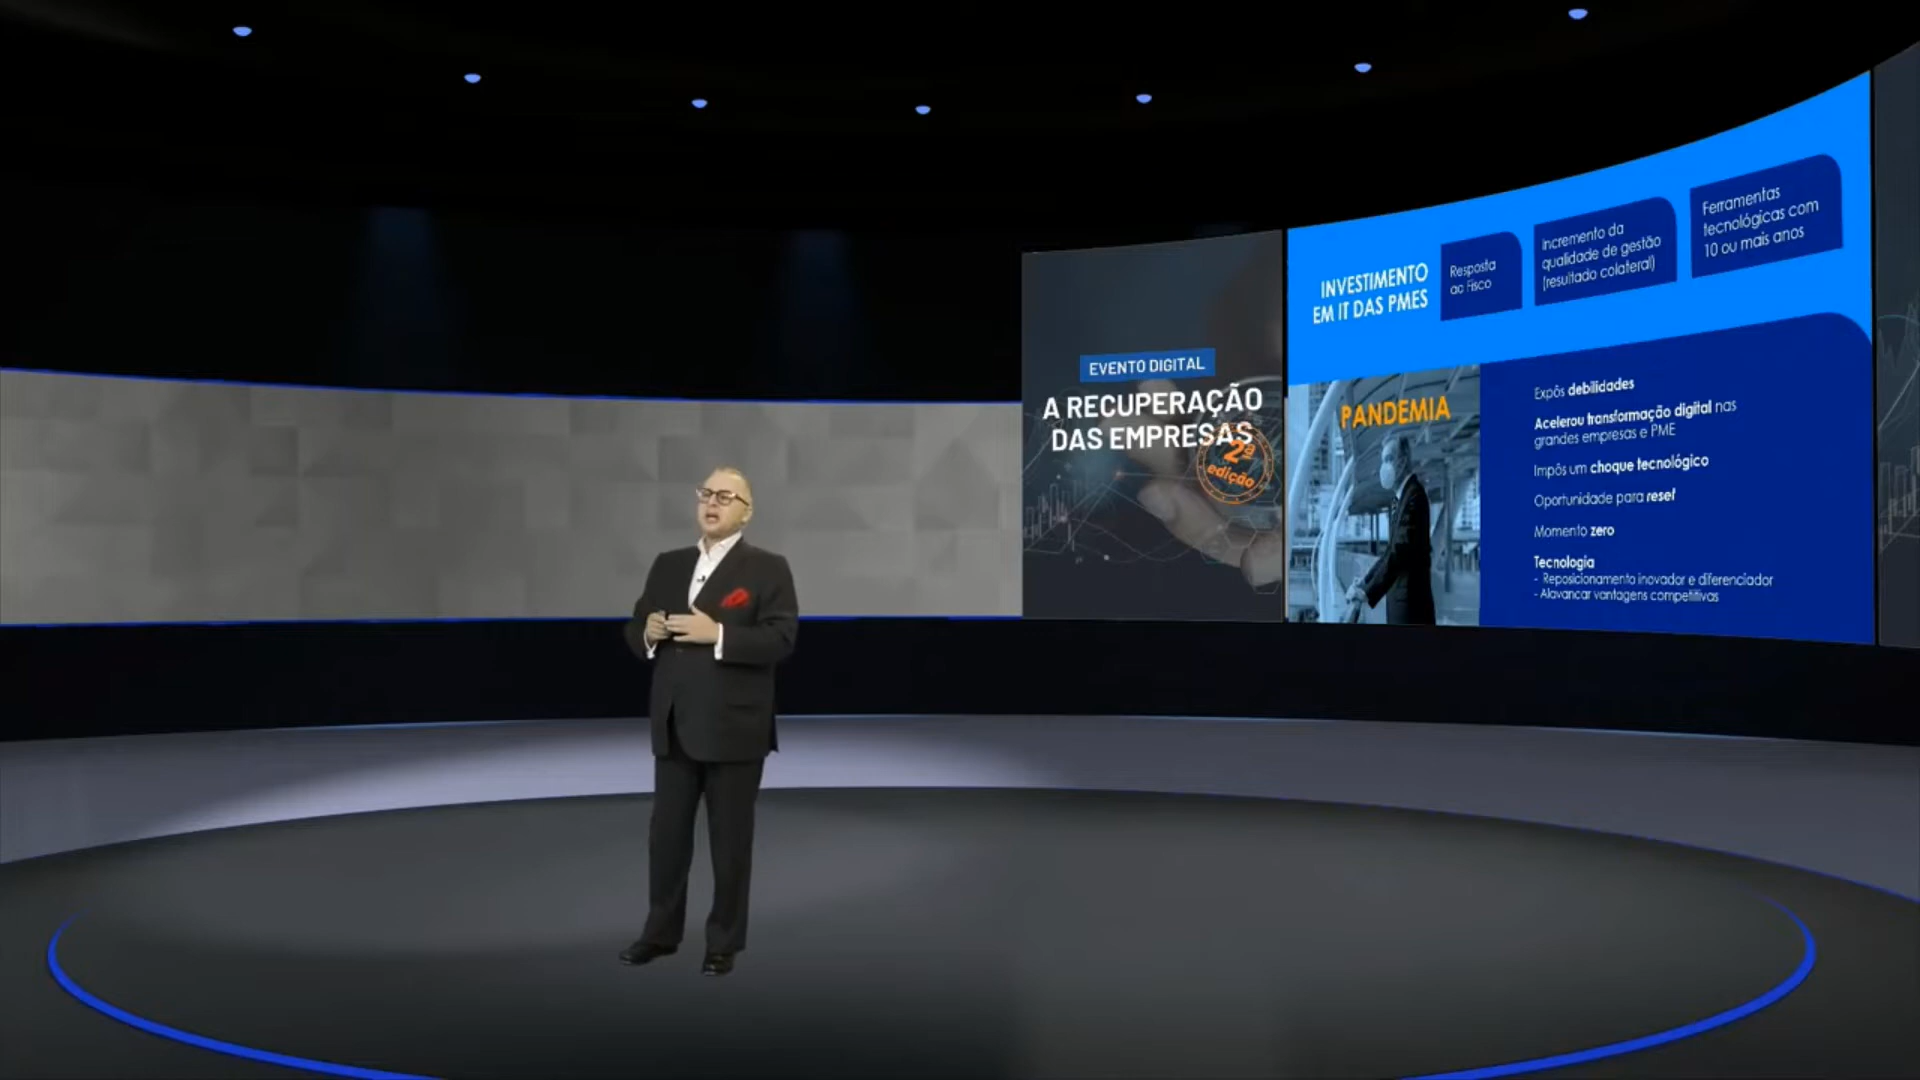 EVENTO DIGITAL
A RECUPERAÇÃO
DAS EMPRESAS
2ª
edição
INVESTIMENTO
EM IT DAS PMES
Resposta
ao Fisco
Incremento da
qualidade de gestão
(resultado colateral)
Ferramentas
tecnológicas com
10 ou mais anos
PANDEMIA
Expôs debilidades
Acelerou transformação digital nas
grandes empresas e PME
Impôs um choque tecnológico
Oportunidade para reset
Momento zero
Tecnologia
- Reposicionamento inovador e diferenciador
- Alavancar vantagens competitivas